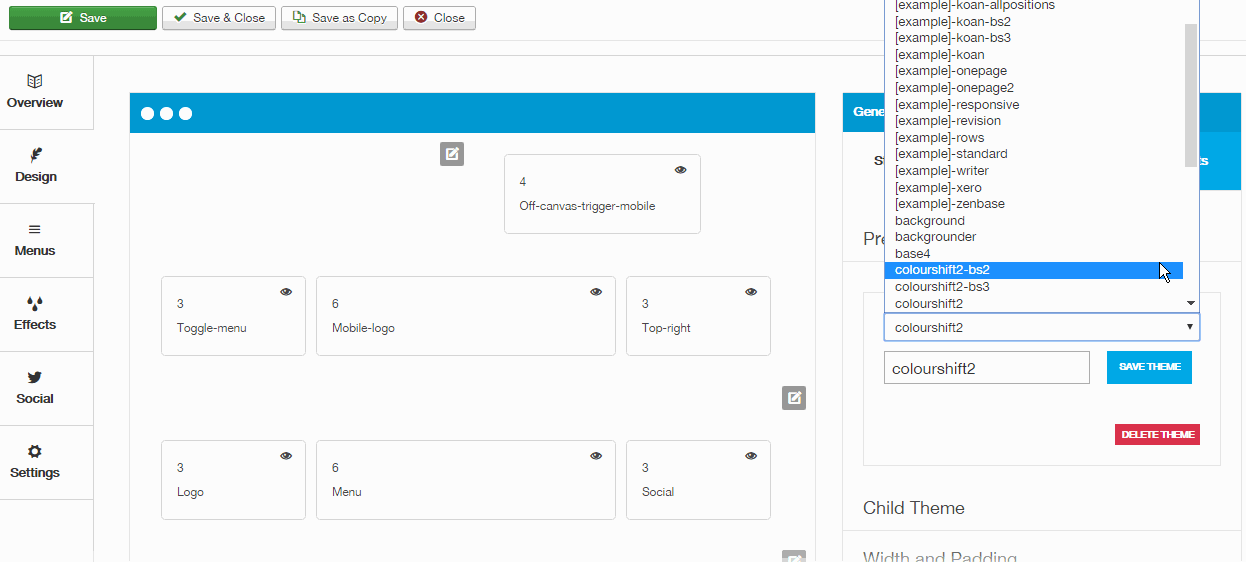 Save
Save & Close
Save as Copy
Close
Overview
Design
Menus
Effects
Social
Settings
4
Off-canvas-trigger-mobile
3
Toggle-menu
6
Mobile-logo
3
Top-right
3
Logo
6
Menu
3
Social
[example]-koan-allpositions
[example]-koan-bs2
[example]-koan-bs3
[example]-koan
[example]-onepage
[example]-onepage2
[example]-responsive
[example]-revision
[example]-rows
[example]-standard
[example]-writer
[example]-xero
[example]-zenbase
background
backgrounder
base4
colourshift2-bs2
colourshift2-bs3
colourshift2
colourshift2
colourshift2
SAVE THEME
DELETE THEME
Child Theme
Width and Padding